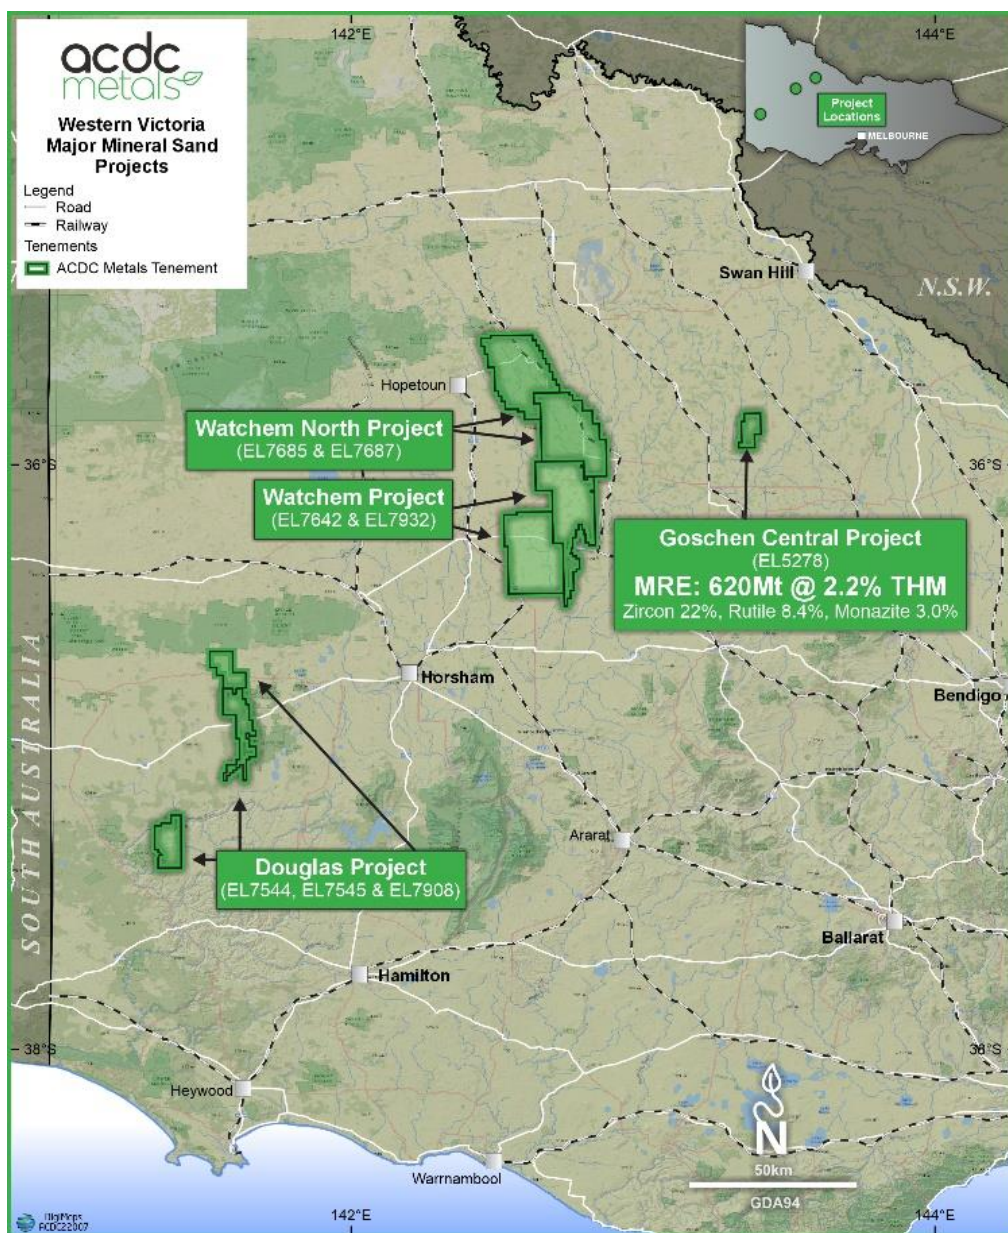 142°E
144°E
acdc
metals
Western Victoria
Major Mineral Sand
Projects
Legend
Road
Railway
Tenements
ACDC Metals Tenement
Project
Locations
MELBOURNE
Swan Hill
N.S.W.
Hopetoun
Watchem North Project
(EL7685 & EL7687)
36°S
36°S
Watchem Project
(EL7642 & EL7932)
Goschen Central Project
(EL5278)
MRE: 620Mt @ 2.2% THM
Zircon 22%, Rutile 8.4%, Monazite 3.0%
SOUTH AUSTRALIA
Horsham
Bendigo
Ararat
Douglas Project
(EL7544, EL7545 & EL7908)
Ballarat
Hamilton
38°S
38°S
Heywood
N
50km
Warrnambool
GDA94
DigiMaps
ACDC22007
142°E
144°E